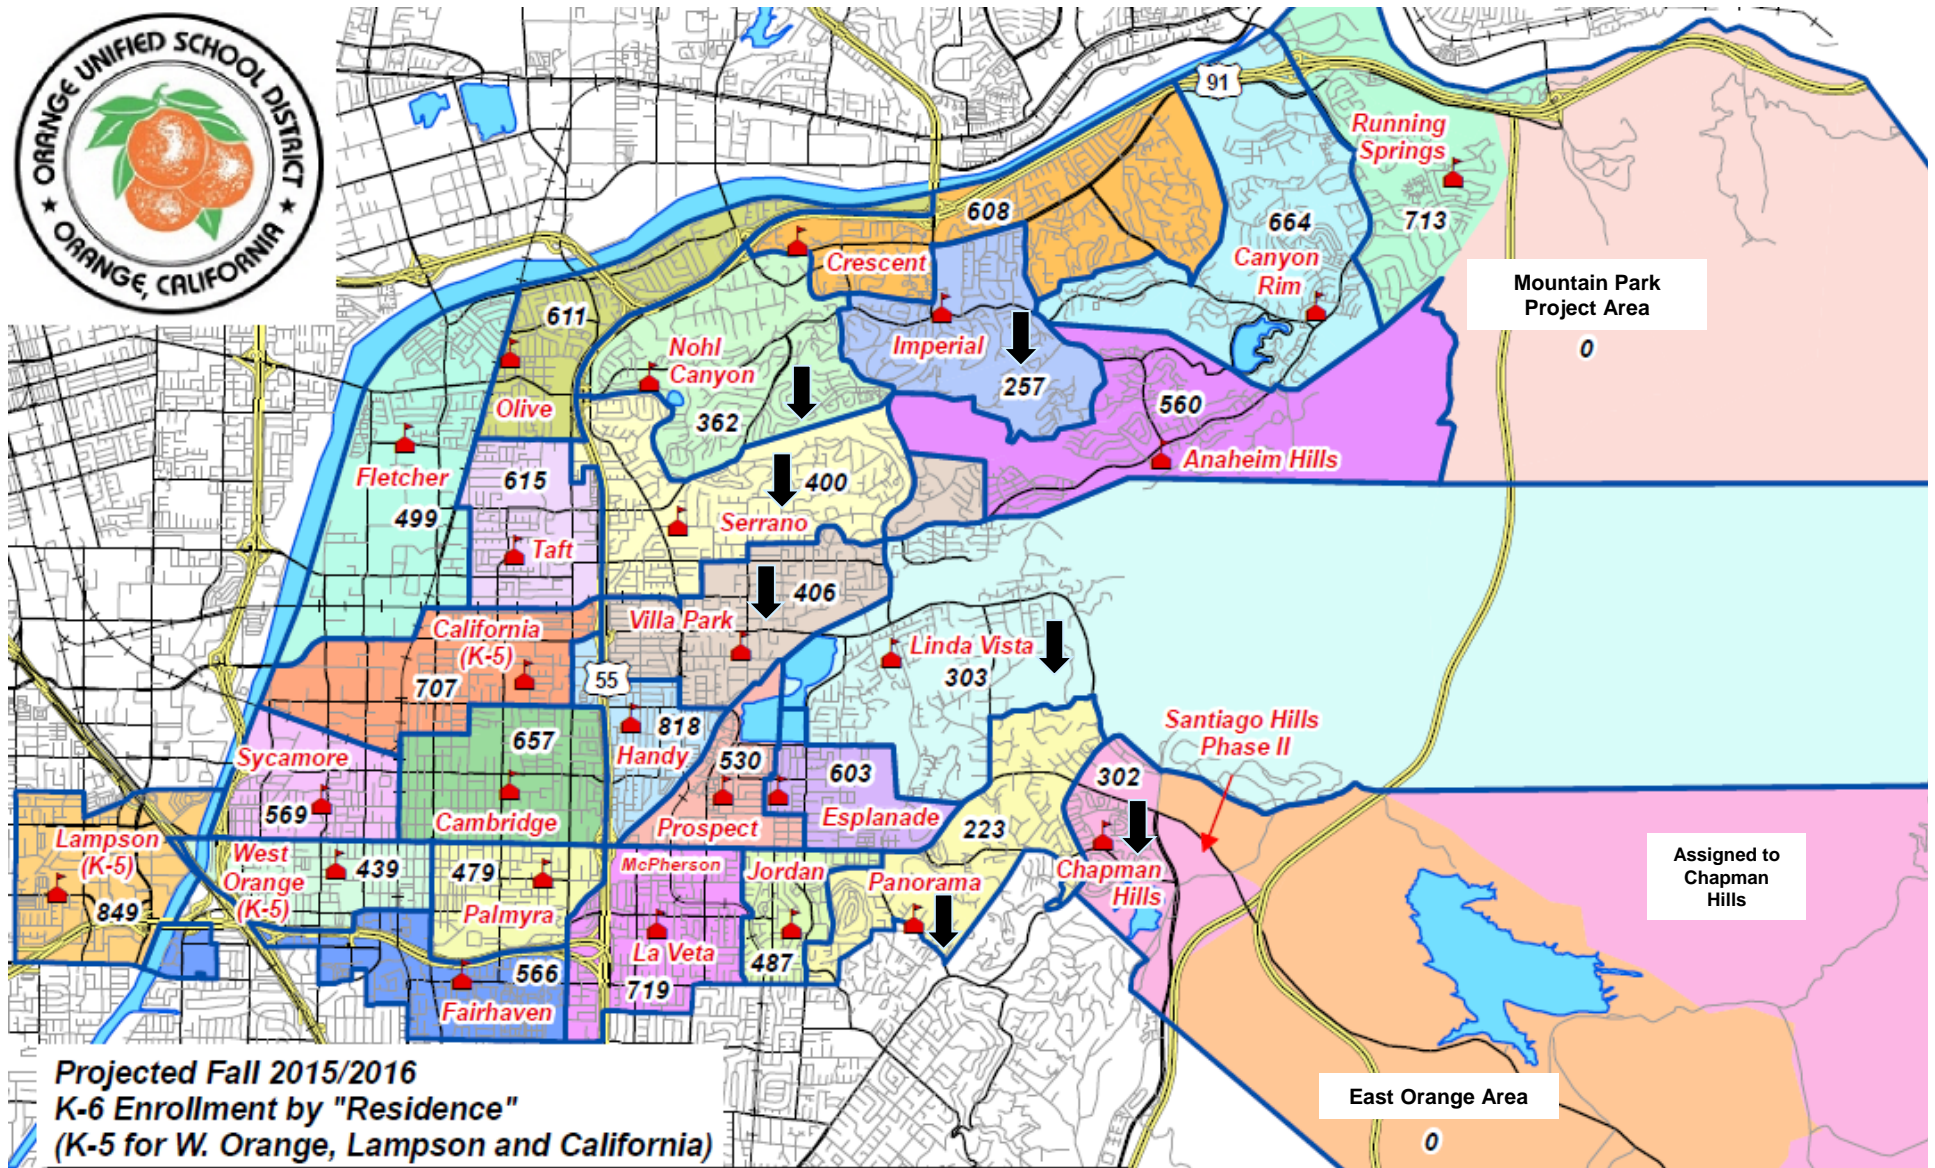 ORANGE UNIFIED SCHOOL DISTRICT
★ ORANGE, CALIFORNIA ★
91
Running
Springs
713
664
Canyon
Rim
608
Crescent
Mountain Park
Project Area
0
611
Olive
Nohl
Canyon
362
Imperial
257
560
Anaheim Hills
Fletcher
499
615
Taft
400
Serrano
406
Villa Park
California
(K-5)
707
55
Linda Vista
303
818
Handy
657
Cambridge
530
Prospect
603
Esplanade
Santiago Hills
Phase II
302
Chapman
Hills
223
Panorama
Sycamore
569
Lampson
(K-5)
849
West
Orange
(K-5)
439
479
Palmyra
McPherson
La Veta
719
Jordan
487
566
Fairhaven
Assigned to
Chapman
Hills
East Orange Area
0
Projected Fall 2015/2016
K-6 Enrollment by "Residence"
(K-5 for W. Orange, Lampson and California)